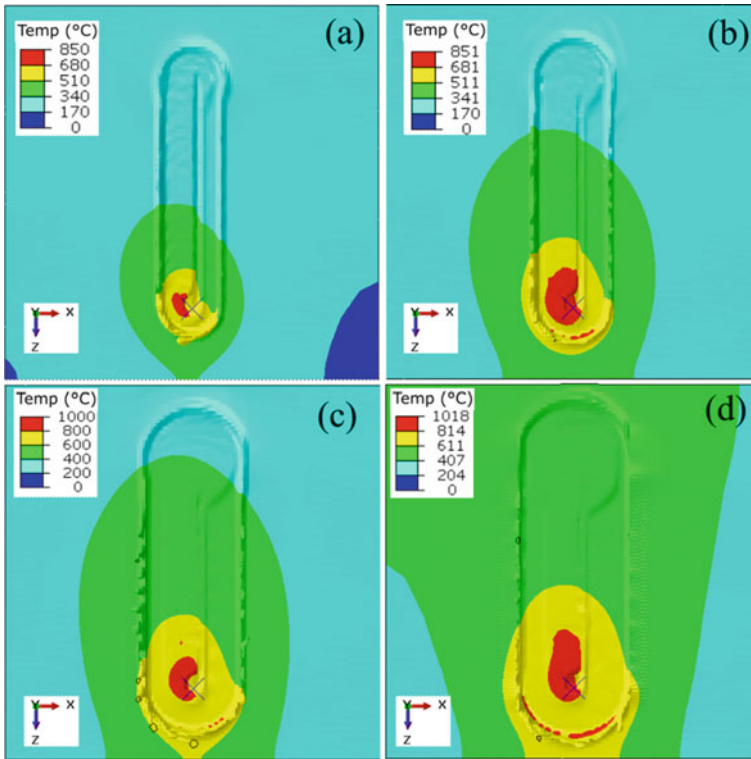 Temp (°C)
850
680
510
340
170
0
(a)
Y
X
Z
Temp (°C)
851
681
511
341
170
0
(b)
Y
X
Z
Temp (°C)
1000
800
600
400
200
0
(c)
Y
X
Z
Temp (°C)
1018
814
611
407
204
0
(d)
Y
X
Z